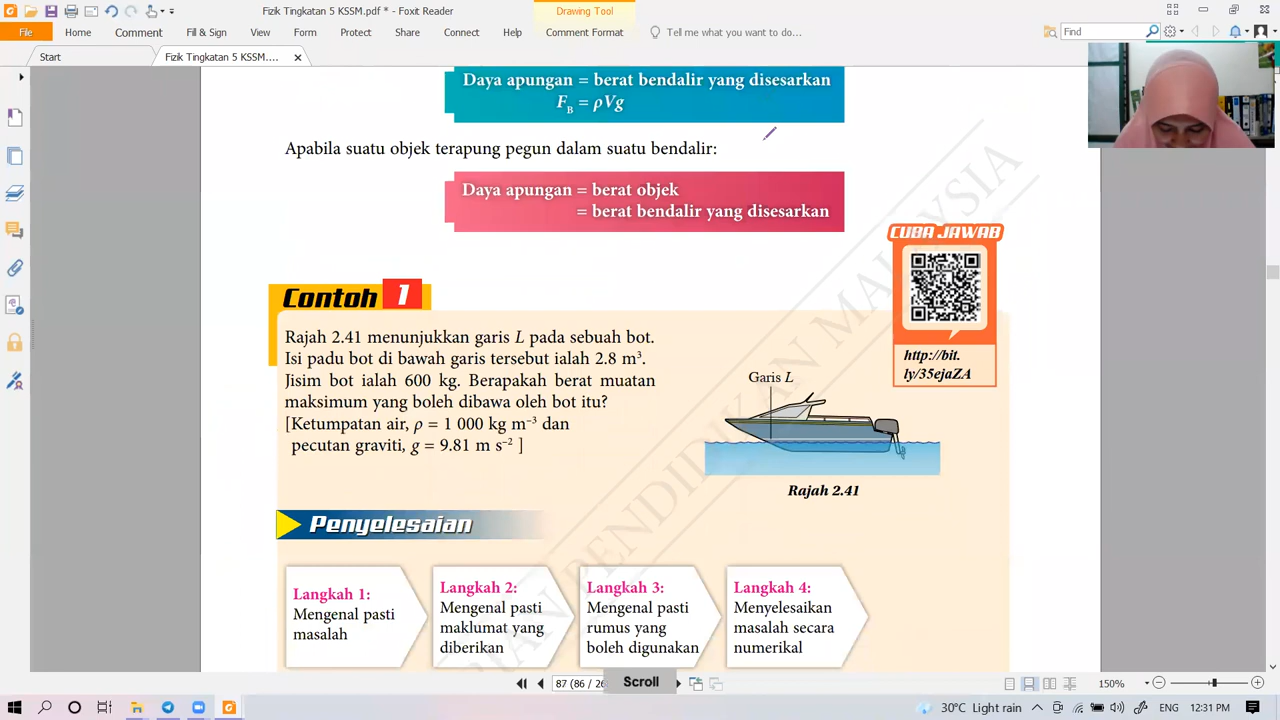 Fizik Tingkatan 5 KSSM.pdf * - Foxit Reader
Drawing Tool
File
Home
Comment
Fill & Sign
View
Form
Protect
Share
Connect
Help
Comment Format
Tell me what you want to do...
Find
Start
Fizik Tingkatan 5 KSSM....
Daya apungan = berat bendalir yang disesarkan
F_B = ρVg
Apabila suatu objek terapung pegun dalam suatu bendalir:
Daya apungan = berat objek
= berat bendalir yang disesarkan
CUBA JAWAB
http://bit.
ly/35ejaZA
Contoh 1
Rajah 2.41 menunjukkan garis L pada sebuah bot.
Isi padu bot di bawah garis tersebut ialah 2.8 m³.
Jisim bot ialah 600 kg. Berapakah berat muatan
maksimum yang boleh dibawa oleh bot itu?
[Ketumpatan air, ρ = 1 000 kg m⁻³ dan
pecutan graviti, g = 9.81 m s⁻² ]
Garis L
Rajah 2.41
Penyelesaian
Langkah 1:
Mengenal pasti
masalah
Langkah 2:
Mengenal pasti
maklumat yang
diberikan
Langkah 3:
Mengenal pasti
rumus yang
boleh digunakan
Langkah 4:
Menyelesaikan
masalah secara
numerikal
PENDIDIKAN MALAYSIA
87 (86 / 26
Scroll
150%
30°C Light rain
ENG
12:31 PM